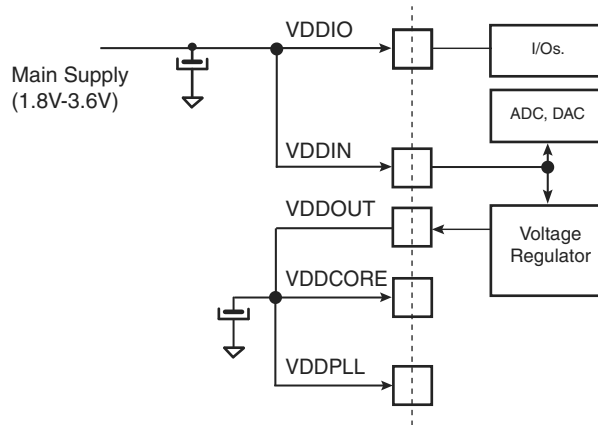 VDDIO
I/Os.
Main Supply
(1.8V-3.6V)
ADC, DAC
VDDIN
VDDOUT
Voltage
Regulator
VDDCORE
VDDPLL